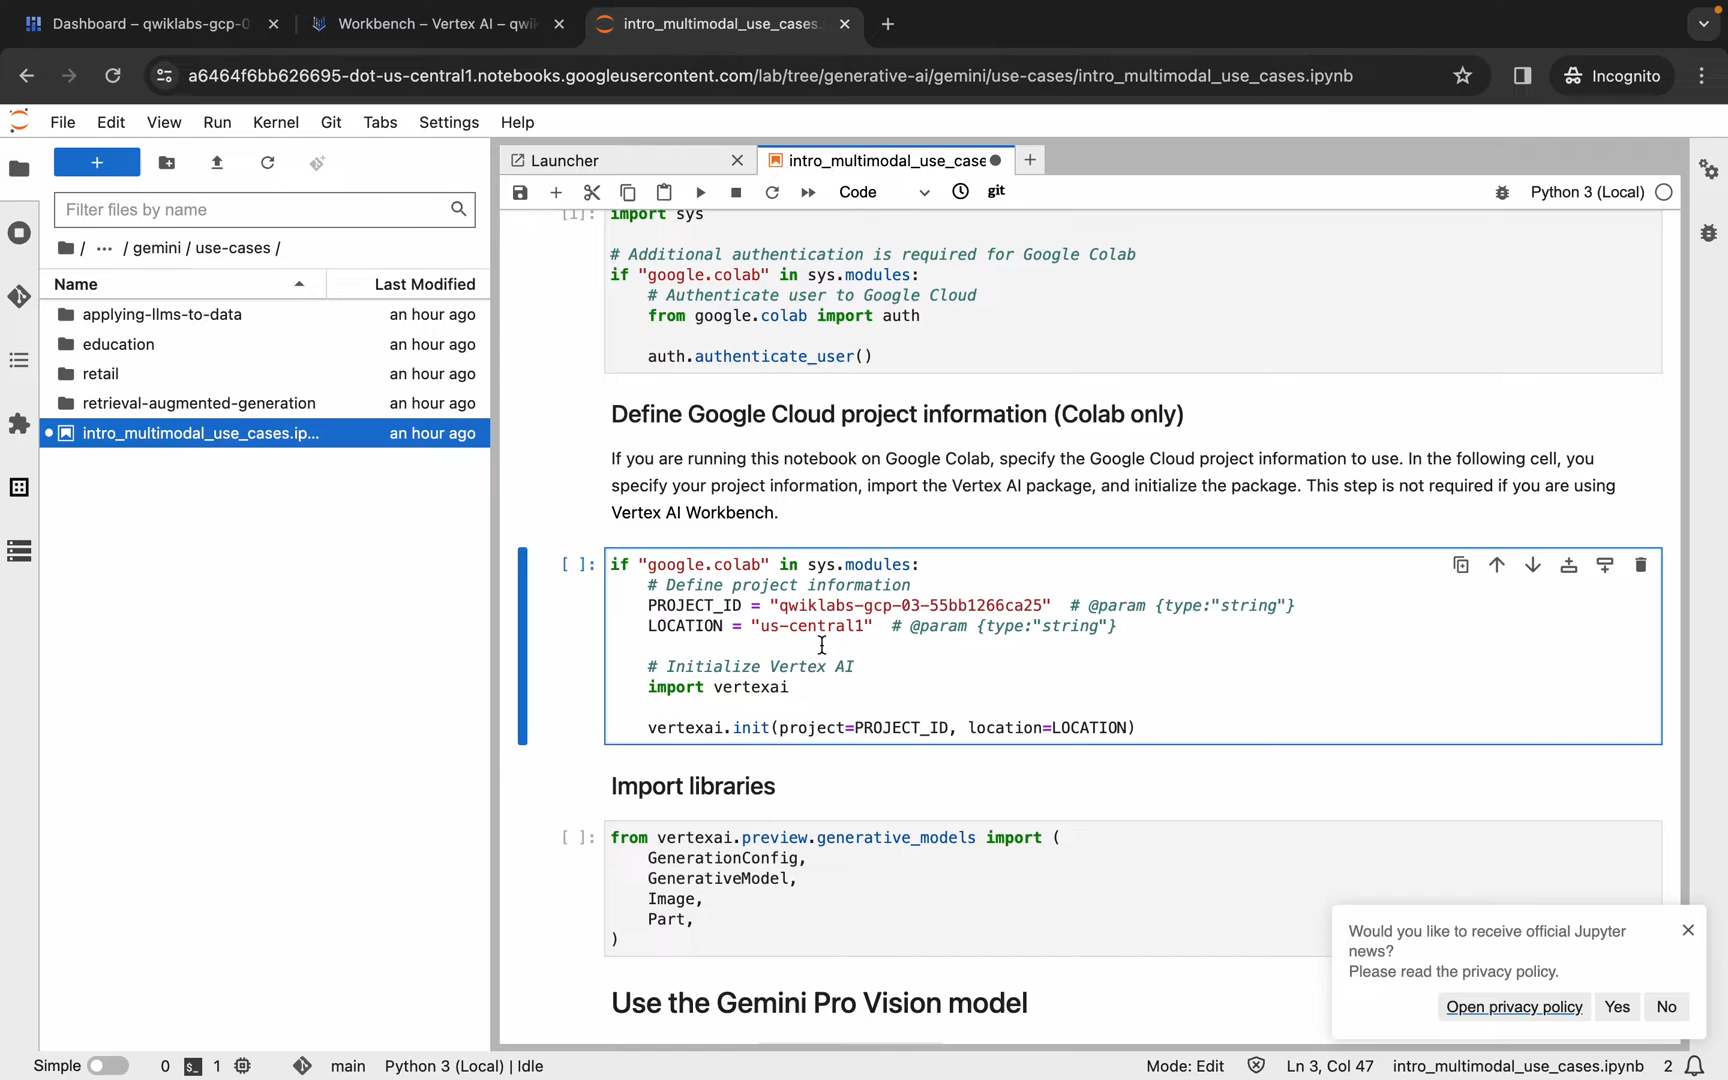 Dashboard – qwiklabs-gcp-0
Workbench – Vertex AI – qwi
intro_multimodal_use_cases.
a6464f6bb626695-dot-us-central1.notebooks.googleusercontent.com/lab/tree/generative-ai/gemini/use-cases/intro_multimodal_use_cases.ipynb
Incognito
File Edit View Run Kernel Git Tabs Settings Help
Launcher
intro_multimodal_use_case
Code
git
Python 3 (Local)
Filter files by name
/ ... / gemini / use-cases /
Name Last Modified
applying-llms-to-data an hour ago
education an hour ago
retail an hour ago
retrieval-augmented-generation an hour ago
intro_multimodal_use_cases.ip... an hour ago
[1]: import sys
# Additional authentication is required for Google Colab
if "google.colab" in sys.modules:
# Authenticate user to Google Cloud
from google.colab import auth
auth.authenticate_user()
Define Google Cloud project information (Colab only)
If you are running this notebook on Google Colab, specify the Google Cloud project information to use. In the following cell, you
specify your project information, import the Vertex AI package, and initialize the package. This step is not required if you are using
Vertex AI Workbench.
[ ]: if "google.colab" in sys.modules:
# Define project information
PROJECT_ID = "qwiklabs-gcp-03-55bb1266ca25" # @param {type:"string"}
LOCATION = "us-central1" # @param {type:"string"}
# Initialize Vertex AI
import vertexai
vertexai.init(project=PROJECT_ID, location=LOCATION)
Import libraries
[ ]: from vertexai.preview.generative_models import (
GenerationConfig,
GenerativeModel,
Image,
Part,
)
Use the Gemini Pro Vision model
Would you like to receive official Jupyter
news?
Please read the privacy policy.
Open privacy policy Yes No
Simple 0 1 main Python 3 (Local) | Idle Mode: Edit Ln 3, Col 47 intro_multimodal_use_cases.ipynb 2